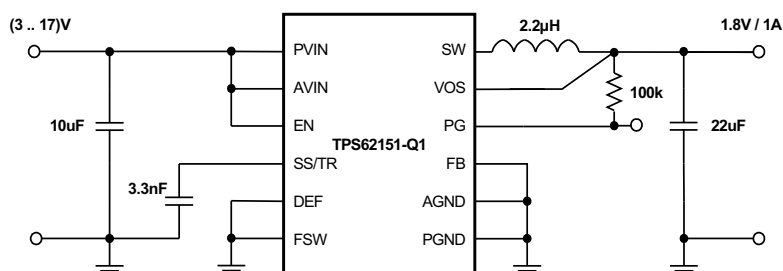 (3 .. 17)V
2.2µH
1.8V / 1A
PVIN
SW
AVIN
VOS
100k
10uF
EN
PG
22uF
TPS62151-Q1
SS/TR
FB
3.3nF
DEF
AGND
FSW
PGND